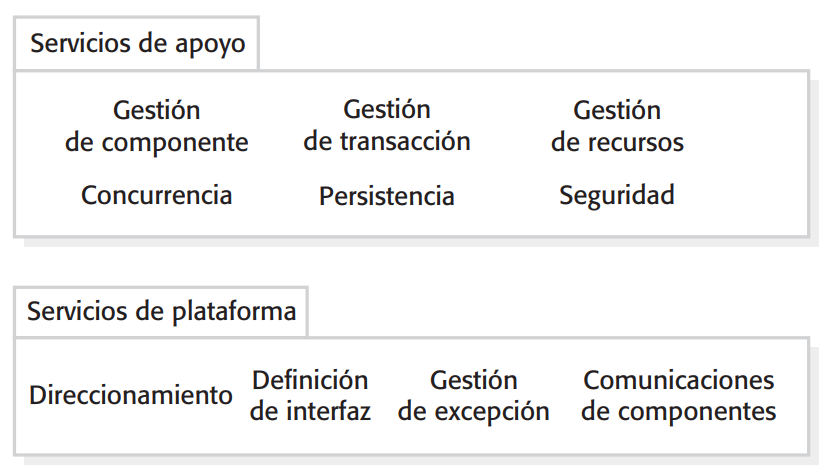 Servicios de apoyo
Gestión
de componente
Gestión
de transacción
Gestión
de recursos
Concurrencia
Persistencia
Seguridad
Servicios de plataforma
Direccionamiento
Definición
de interfaz
Gestión
de excepción
Comunicaciones
de componentes